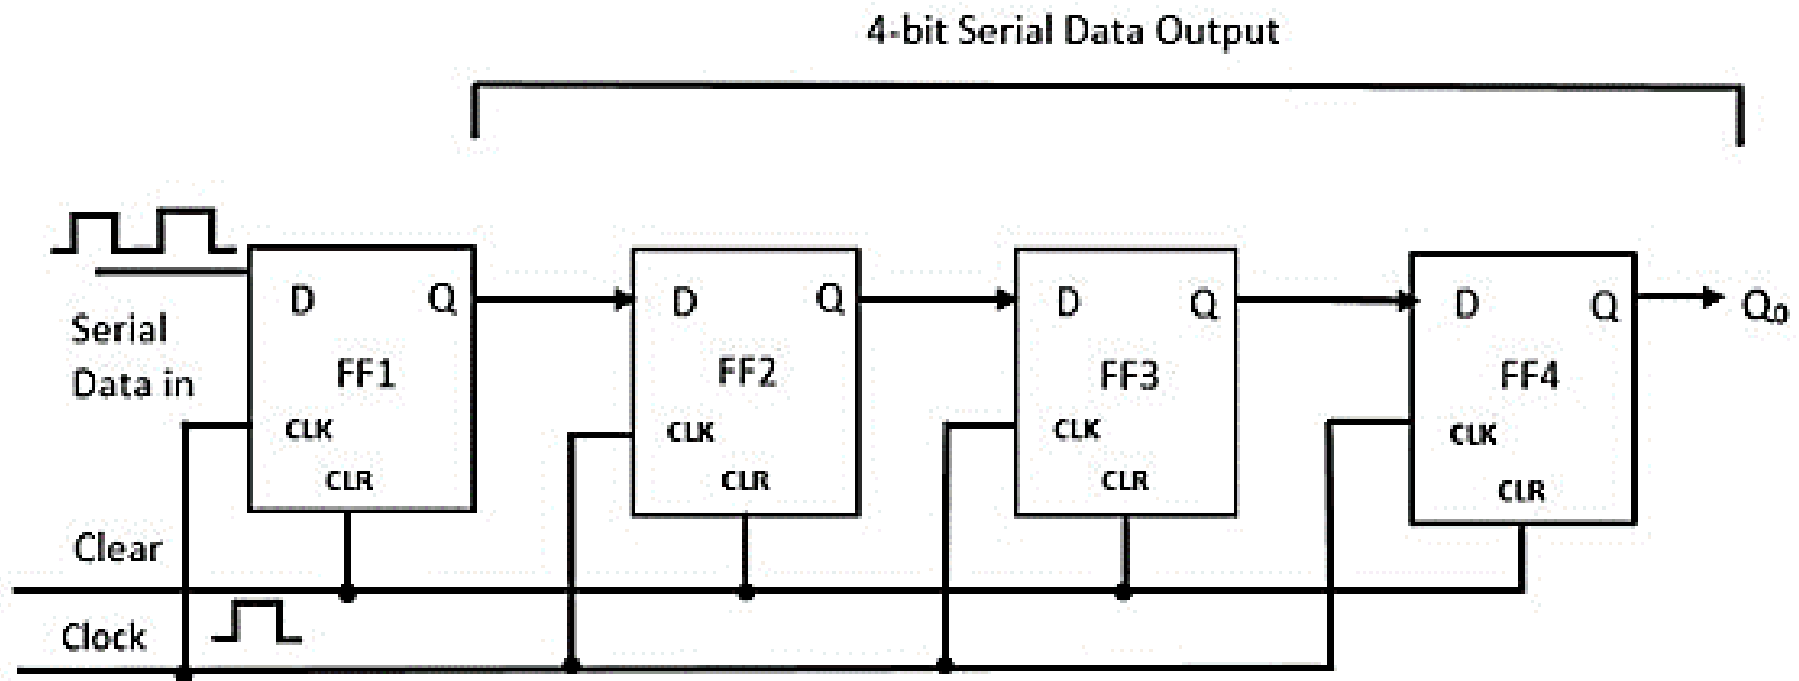 4-bit Serial Data Output
Serial
Data in
D Q
FF1
CLK
CLR
D Q
FF2
CLK
CLR
D Q
FF3
CLK
CLR
D Q
FF4
CLK
CLR
Q₀
Clear
Clock